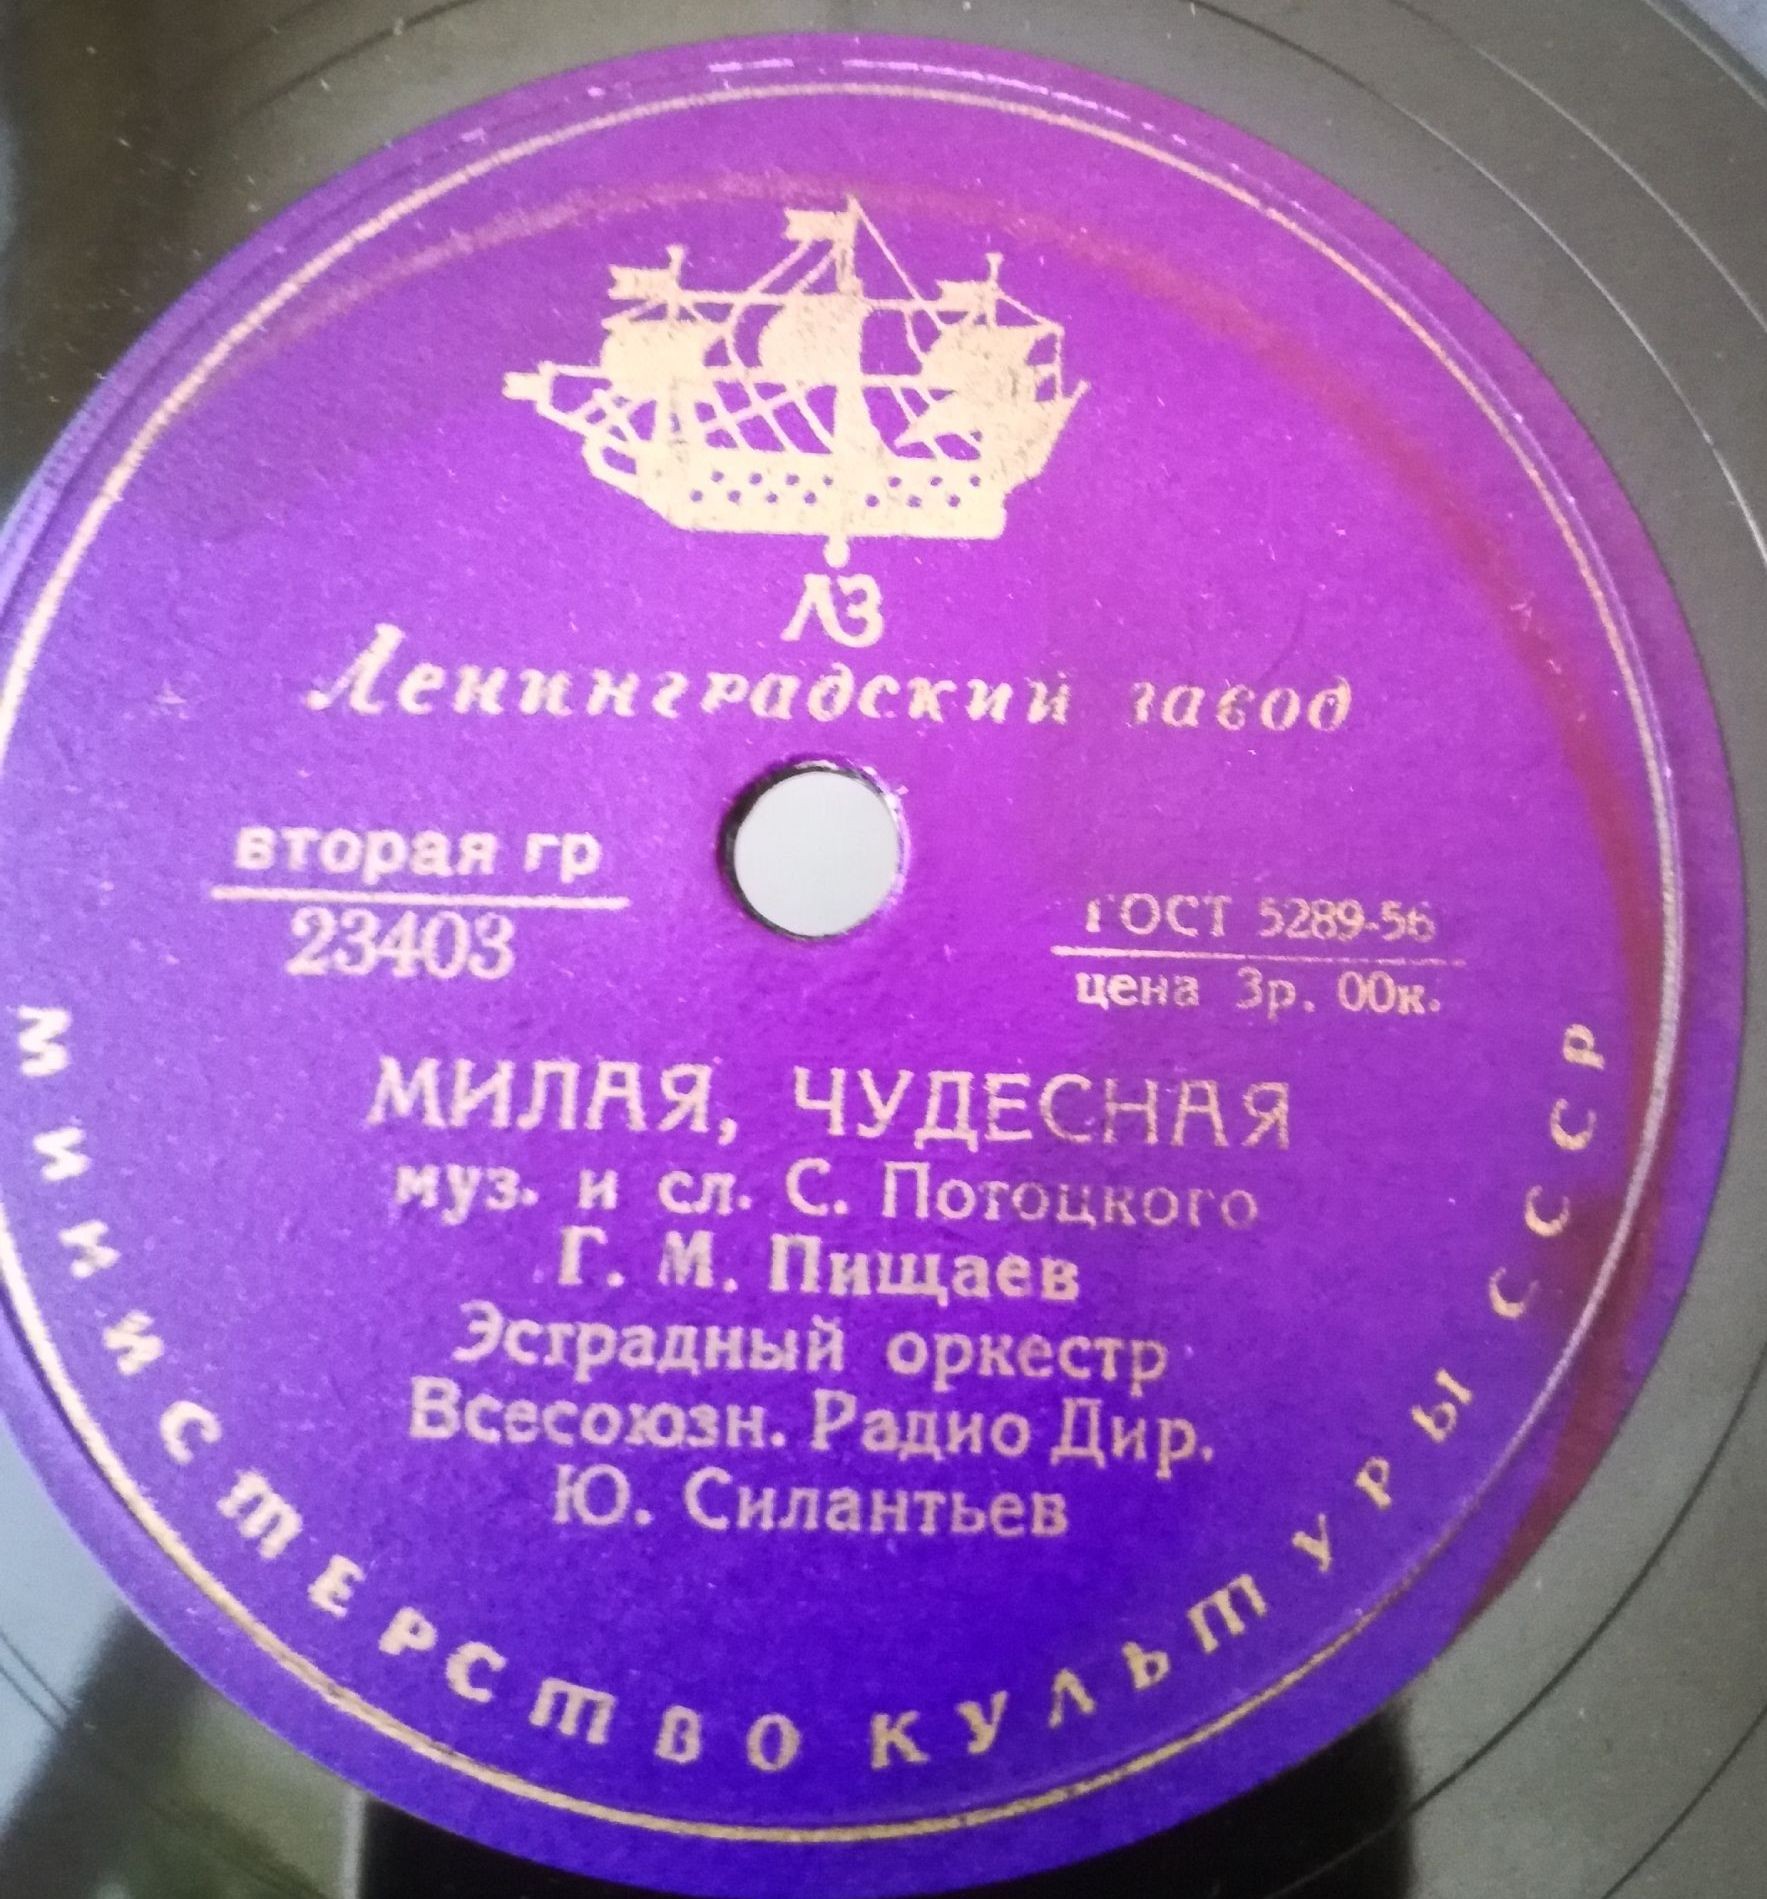 ЛЗ
Ленинградский завод
вторая гр
23403
ГОСТ 5289-56
цена 3р. 00к.
МИЛАЯ, ЧУДЕСНАЯ
муз. и сл. С. Потоцкого
Г. М. Пищаев
Эстрадный оркестр
Всесоюзн. Радио Дир.
Ю. Силантьев
МИНИСТЕРСТВО КУЛЬТУРЫ СССР